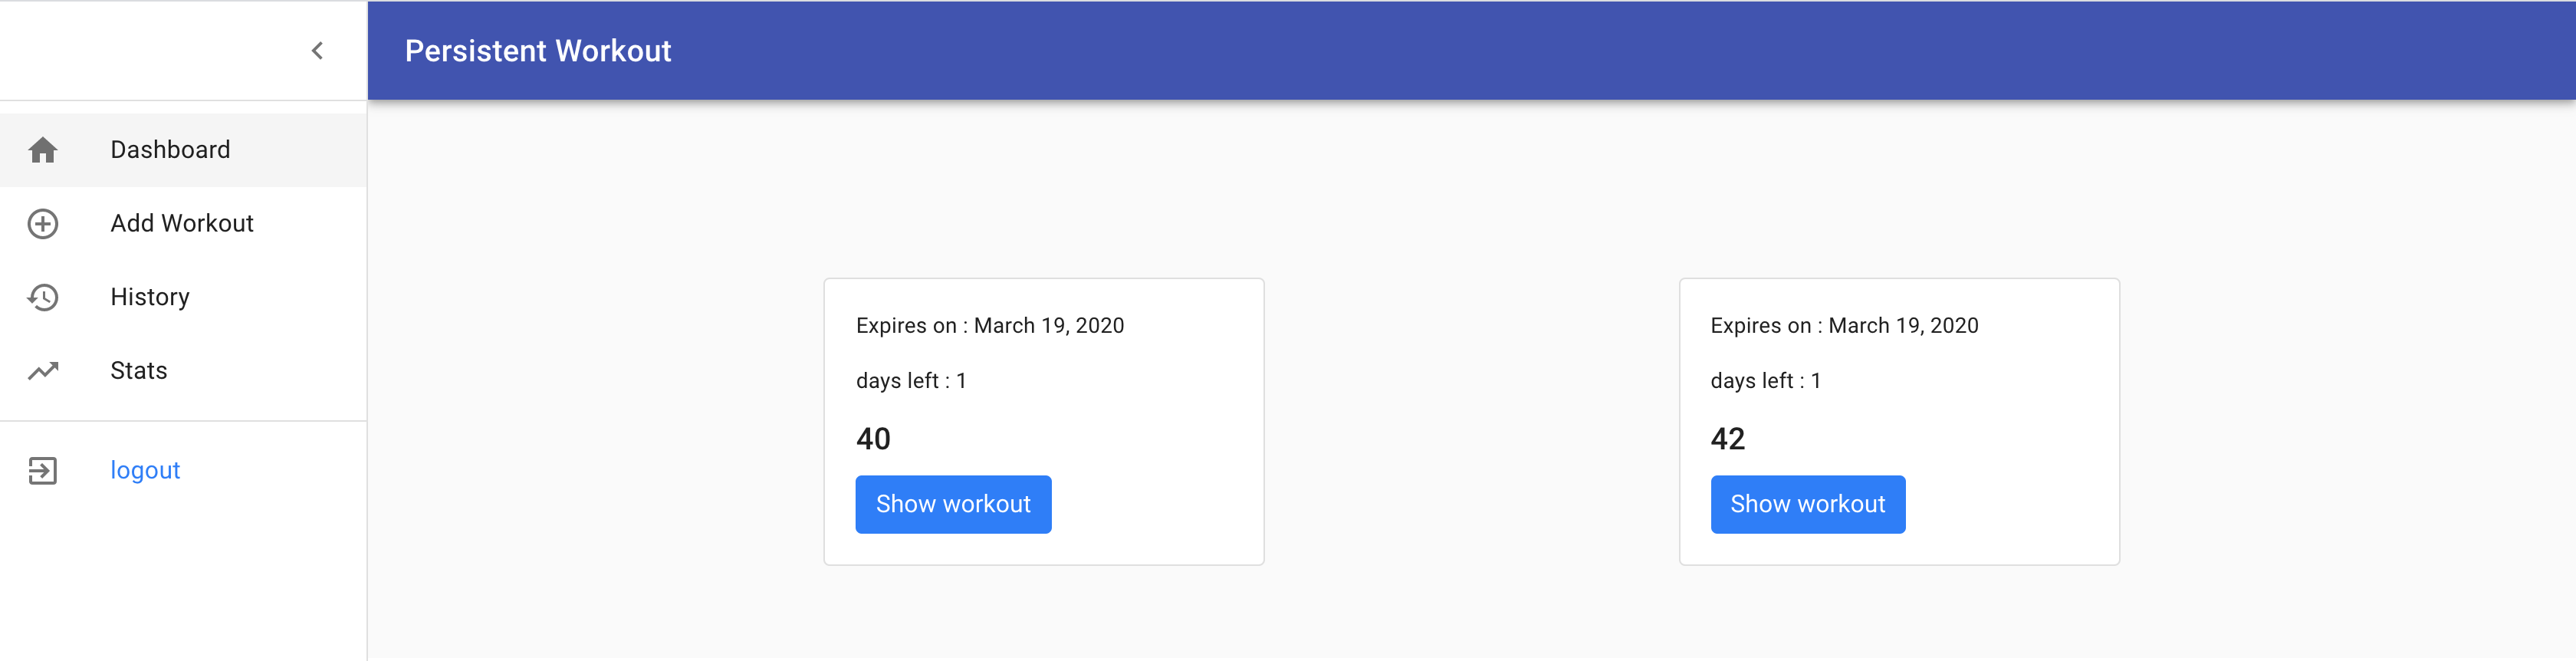 Persistent Workout
Dashboard
Add Workout
History
Stats
logout
Expires on : March 19, 2020
days left : 1
40
Show workout
Expires on : March 19, 2020
days left : 1
42
Show workout